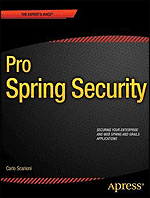 THE EXPERT'S VOICE®
Pro
Spring Security
SECURING YOUR ENTERPRISE
AND WEB SPRING AND GRAILS
APPLICATIONS
Carlo Scarioni
Apress®